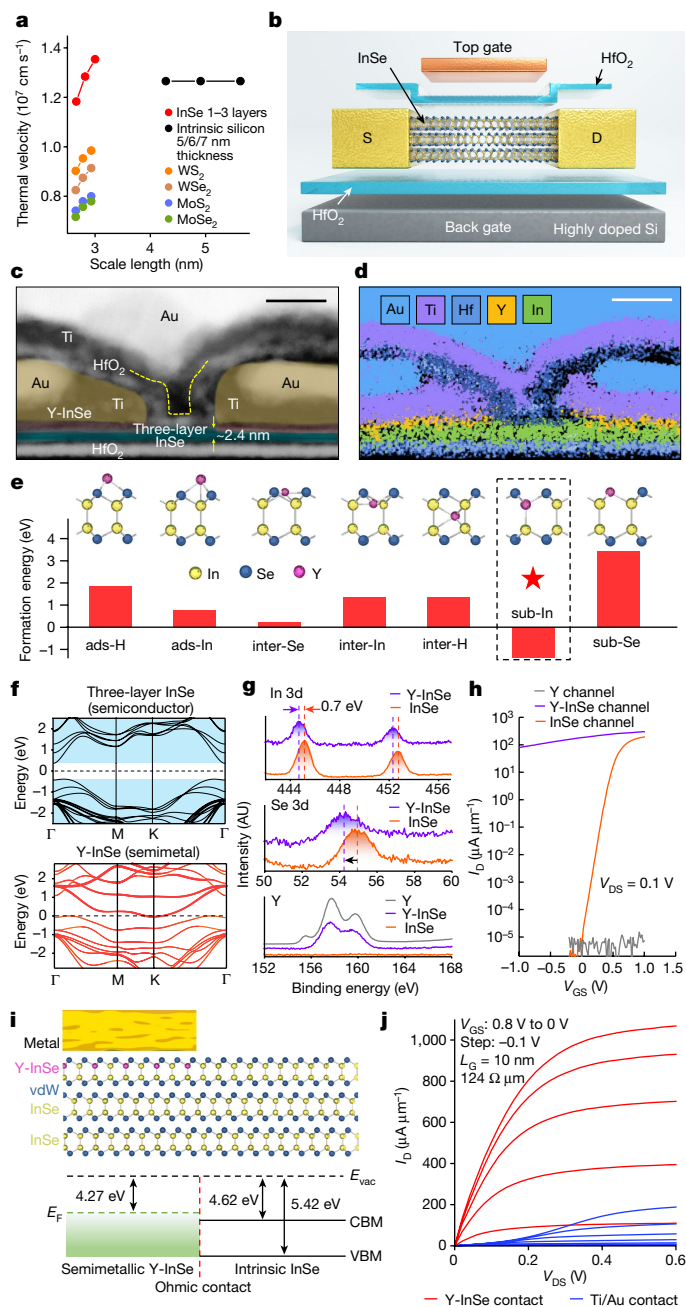 a
Thermal velocity (10⁷ cm s⁻¹)
1.4
1.2
1.0
0.8
3
4
5
Scale length (nm)
InSe 1–3 layers
Intrinsic silicon
5/6/7 nm
thickness
WS₂
WSe₂
MoS₂
MoSe₂
b
Top gate
InSe
HfO₂
S
D
HfO₂
Back gate
Highly doped Si
c
Au
Ti
HfO₂
Au
Au
Ti
Ti
Y-InSe
Three-layer
InSe
~2.4 nm
HfO₂
d
Au
Ti
Hf
Y
In
e
Formation energy (eV)
4
3
2
1
0
−1
In
Se
Y
ads-H
ads-In
inter-Se
inter-In
inter-H
sub-In
sub-Se
f
Three-layer InSe
(semiconductor)
Energy (eV)
2
1
0
−1
−2
Γ
M
K
Γ
Y-InSe (semimetal)
Energy (eV)
2
1
0
−1
−2
Γ
M
K
Γ
g
In 3d
Y-InSe
InSe
0.7 eV
444
448
452
456
Se 3d
Y-InSe
InSe
50
54
56
58
60
Intensity (AU)
Y
Y
Y-InSe
InSe
152
156
160
164
168
Binding energy (eV)
h
Y channel
Y-InSe channel
InSe channel
I_D (µA µm⁻¹)
10³
10²
10¹
10⁰
10⁻¹
10⁻²
10⁻³
10⁻⁴
10⁻⁵
V_DS = 0.1 V
−1.0
−0.5
0
0.5
1.0
V_GS (V)
i
Metal
Y-InSe
vdW
InSe
InSe
E_vac
4.27 eV
4.62 eV
5.42 eV
E_F
CBM
VBM
Semimetallic Y-InSe
Intrinsic InSe
Ohmic contact
j
V_GS: 0.8 V to 0 V
Step: −0.1 V
L_G = 10 nm
124 Ω µm
I_D (µA µm⁻¹)
1,000
800
600
400
200
0
0
0.2
0.4
0.6
V_DS (V)
Y-InSe contact
Ti/Au contact